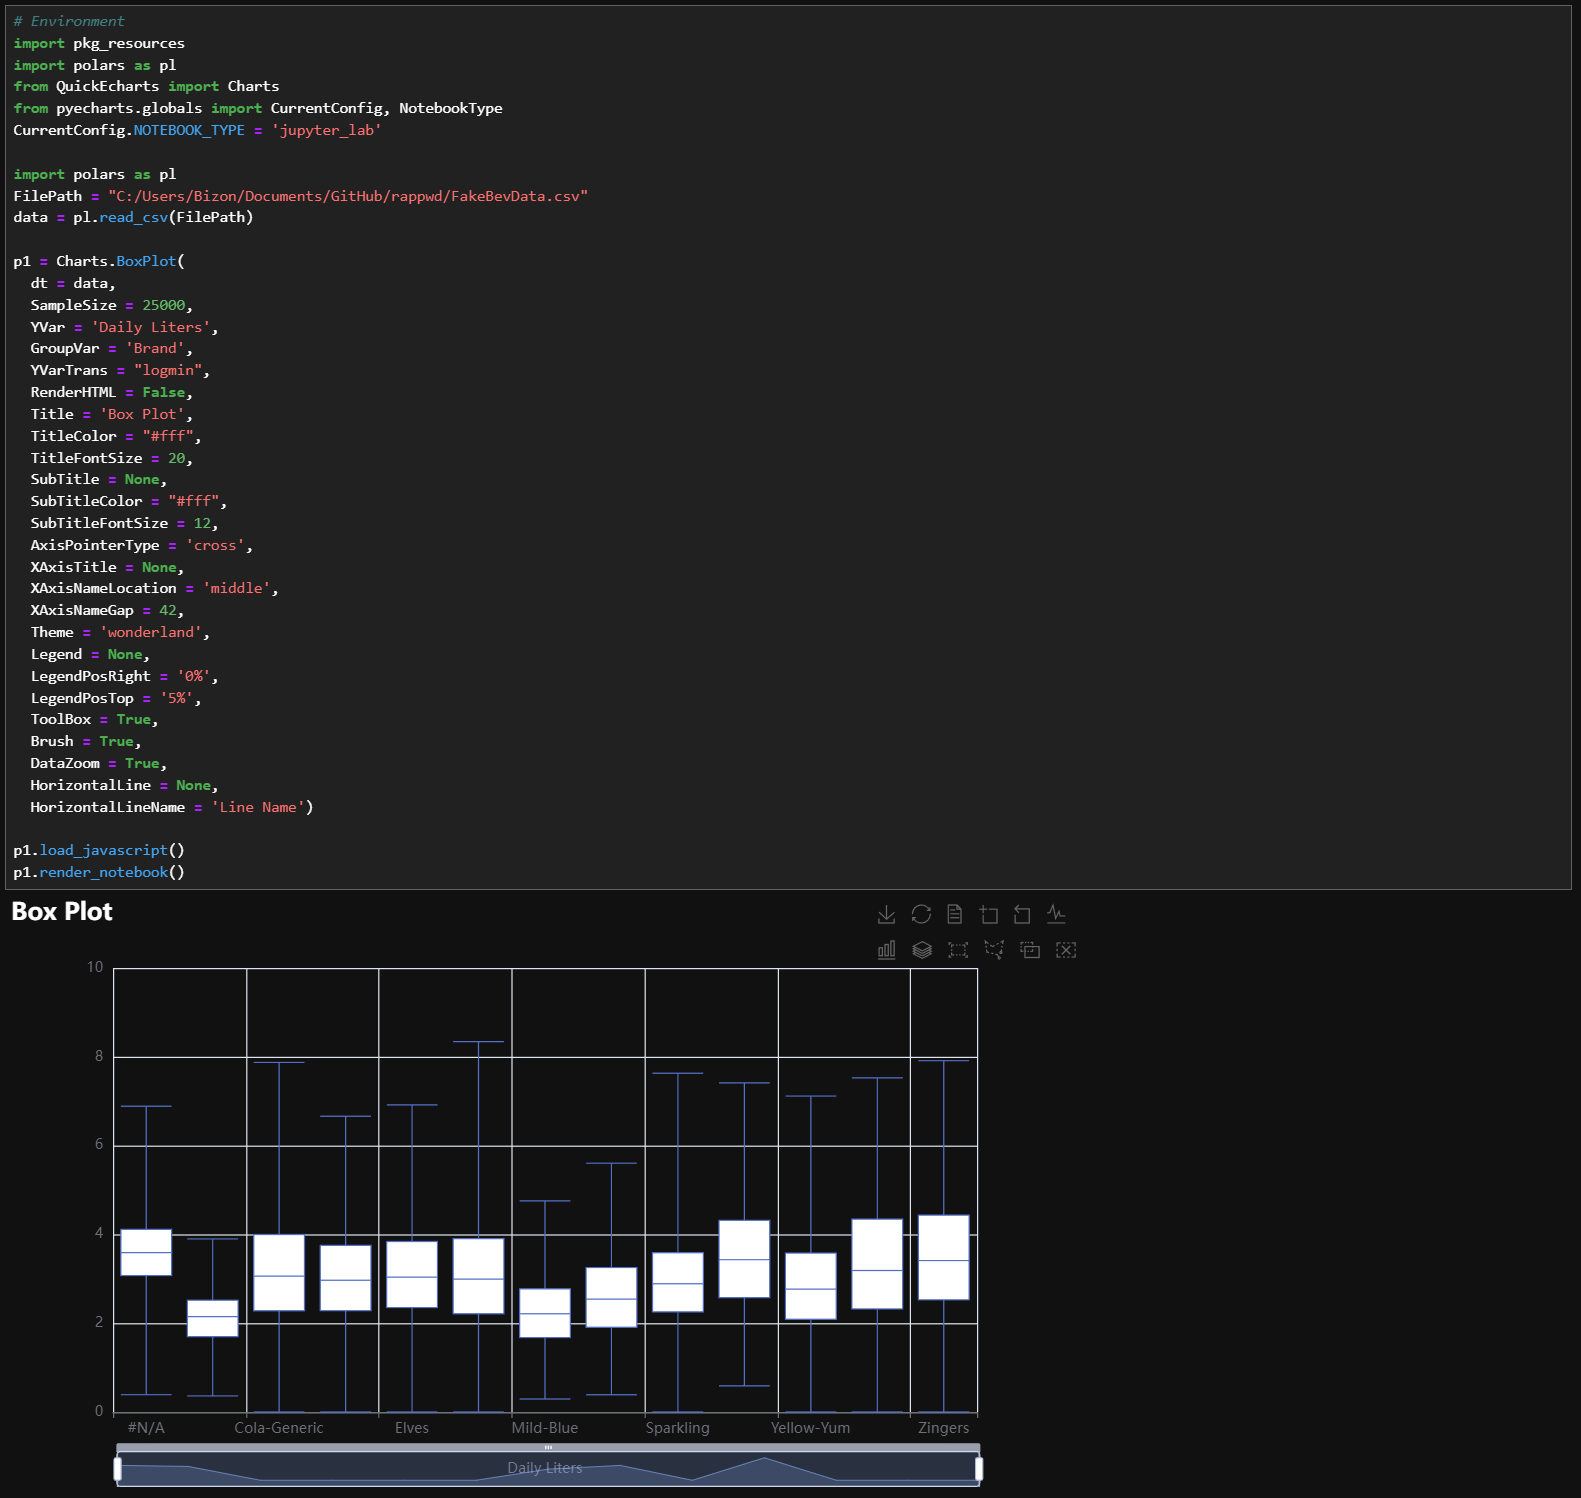 # Environment
import pkg_resources
import polars as pl
from QuickEcharts import Charts
from pyecharts.globals import CurrentConfig, NotebookType
CurrentConfig.NOTEBOOK_TYPE = 'jupyter_lab'
import polars as pl
FilePath = "C:/Users/Bizon/Documents/GitHub/rappwd/FakeBevData.csv"
data = pl.read_csv(FilePath)
p1 = Charts.BoxPlot(
  dt = data,
  SampleSize = 25000,
  YVar = 'Daily Liters',
  GroupVar = 'Brand',
  YVarTrans = "logmin",
  RenderHTML = False,
  Title = 'Box Plot',
  TitleColor = "#fff",
  TitleFontSize = 20,
  SubTitle = None,
  SubTitleColor = "#fff",
  SubTitleFontSize = 12,
  AxisPointerType = 'cross',
  XAxisTitle = None,
  XAxisNameLocation = 'middle',
  XAxisNameGap = 42,
  Theme = 'wonderland',
  Legend = None,
  LegendPosRight = '0%',
  LegendPosTop = '5%',
  ToolBox = True,
  Brush = True,
  DataZoom = True,
  HorizontalLine = None,
  HorizontalLineName = 'Line Name')
p1.load_javascript()
p1.render_notebook()
Box Plot
10
8
6
4
2
0
#N/A Cola-Generic Elves Mild-Blue Sparkling Yellow-Yum Zingers
Daily Liters